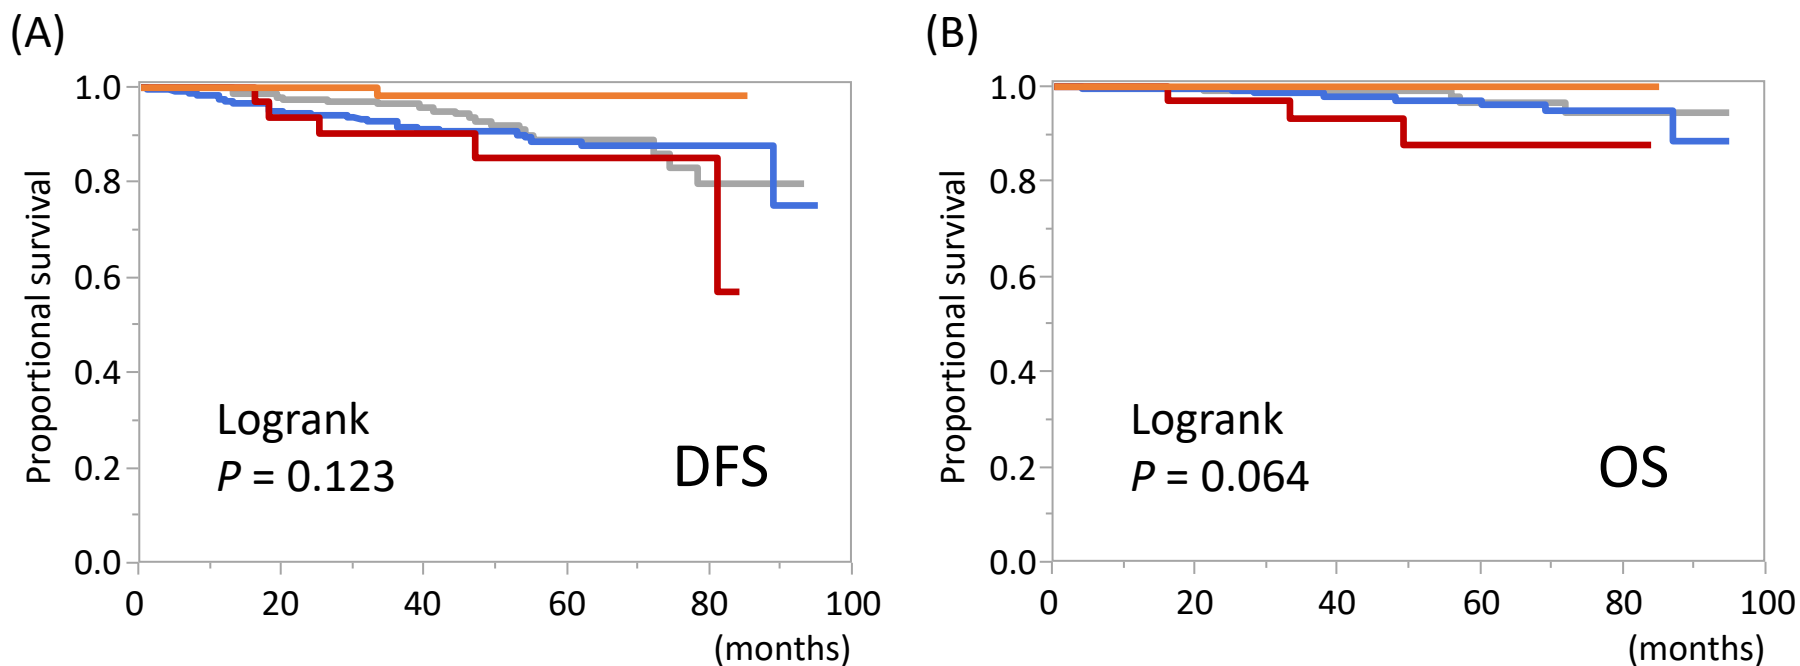 (A)
Proportional survival
1.0
0.8
0.6
0.4
0.2
0.0
Logrank
P = 0.123
DFS
0 20 40 60 80 100
(months)
(B)
Proportional survival
1.0
0.8
0.6
0.4
0.2
0.0
Logrank
P = 0.064
OS
0 20 40 60 80 100
(months)